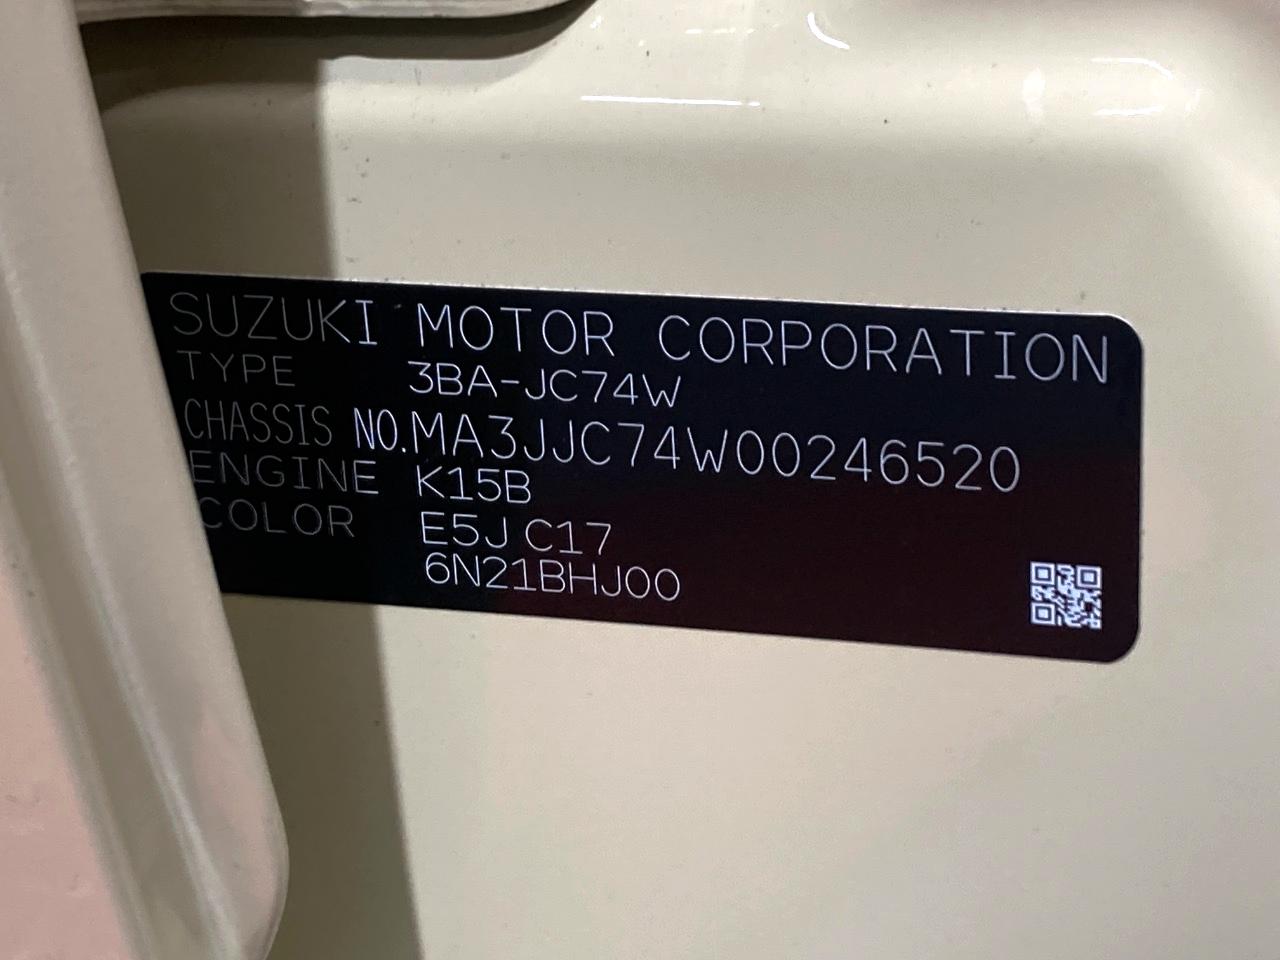 SUZUKI MOTOR CORPORATION
TYPE 3BA-JC74W
CHASSIS NO.MA3JJC74W00246520
ENGINE K15B
COLOR E5J C17
6N21BHJ00